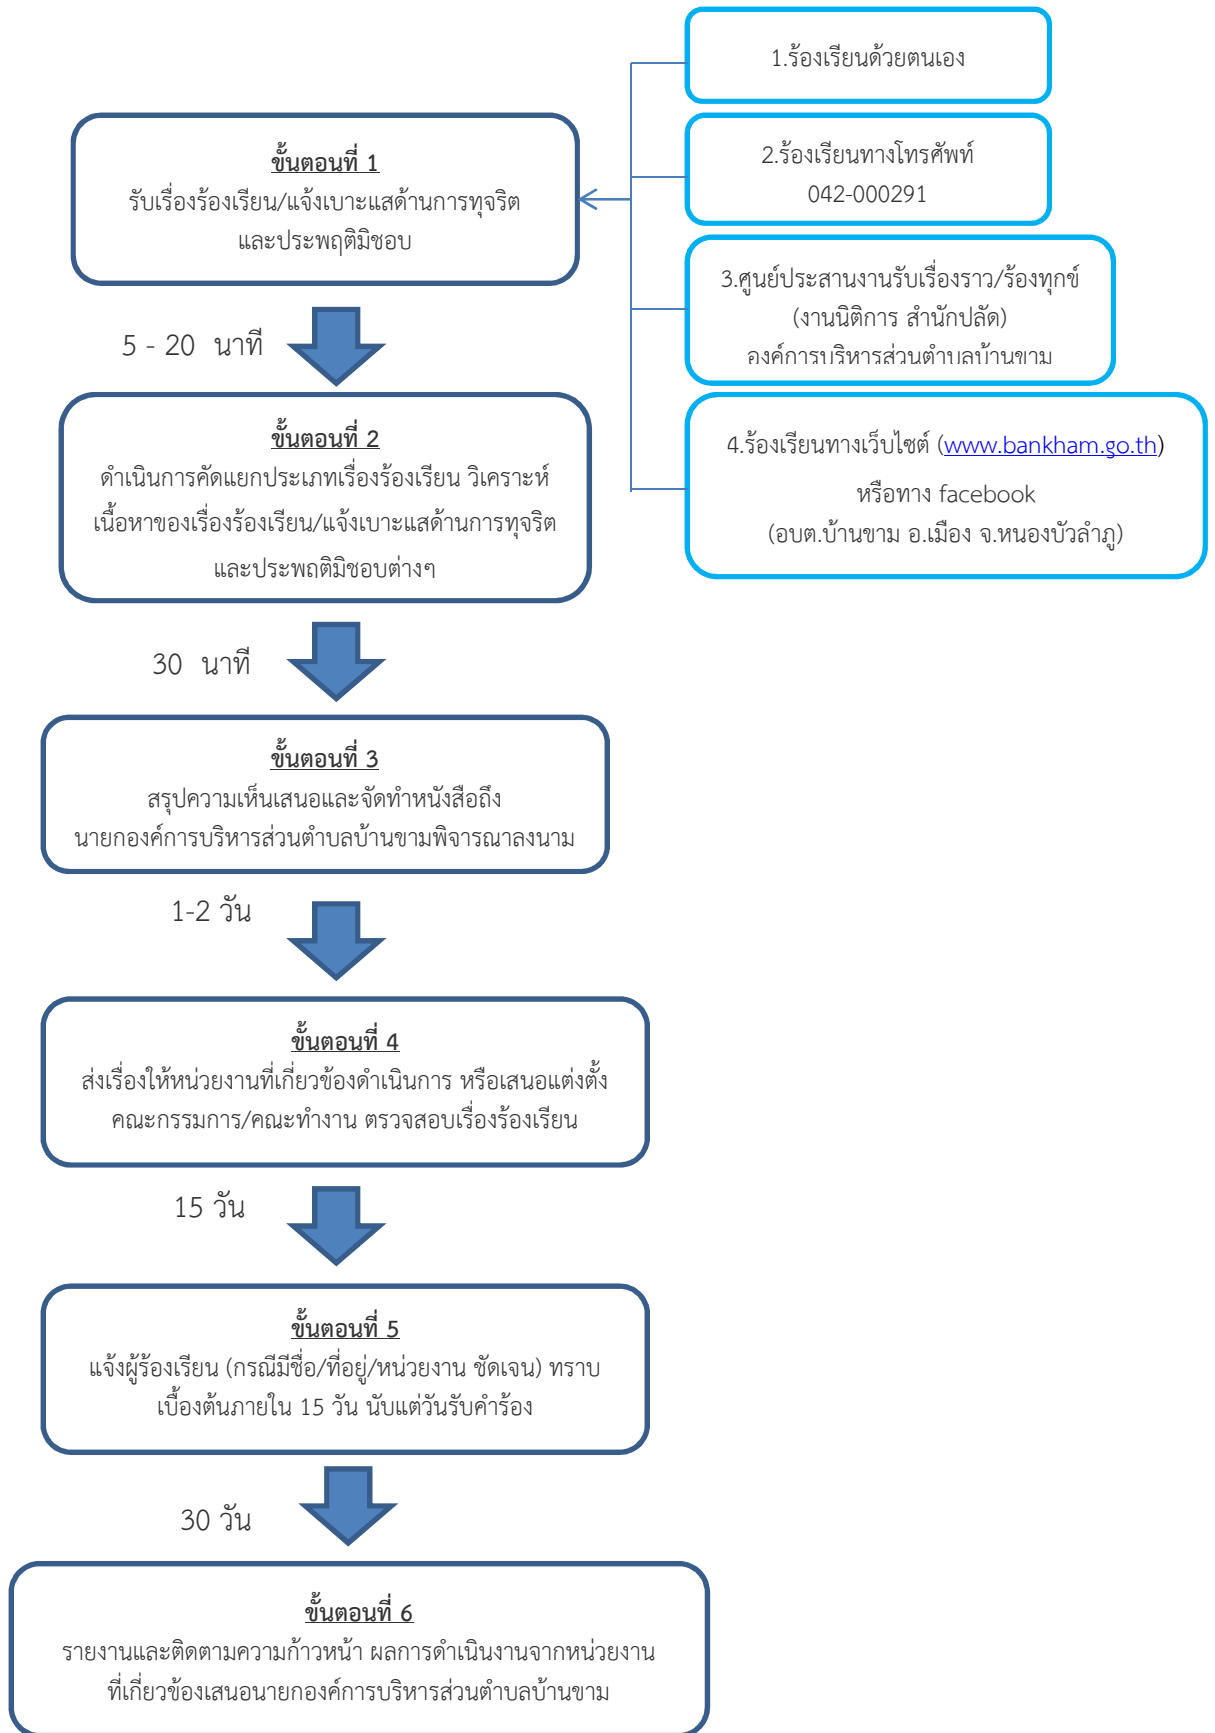 1.ร้องเรียนด้วยตนเอง
2.ร้องเรียนทางโทรศัพท์
042-000291
3.ศูนย์ประสานงานรับเรื่องราว/ร้องทุกข์
(งานนิติการ สำนักปลัด)
องค์การบริหารส่วนตำบลบ้านขาม
4.ร้องเรียนทางเว็บไซต์ (www.bankham.go.th)
หรือทาง facebook
(อบต.บ้านขาม อ.เมือง จ.หนองบัวลำภู)
ขั้นตอนที่ 1
รับเรื่องร้องเรียน/แจ้งเบาะแสด้านการทุจริต
และประพฤติมิชอบ
5 - 20 นาที
ขั้นตอนที่ 2
ดำเนินการคัดแยกประเภทเรื่องร้องเรียน วิเคราะห์
เนื้อหาของเรื่องร้องเรียน/แจ้งเบาะแสด้านการทุจริต
และประพฤติมิชอบต่างๆ
30 นาที
ขั้นตอนที่ 3
สรุปความเห็นเสนอและจัดทำหนังสือถึง
นายกองค์การบริหารส่วนตำบลบ้านขามพิจารณาลงนาม
1-2 วัน
ขั้นตอนที่ 4
ส่งเรื่องให้หน่วยงานที่เกี่ยวข้องดำเนินการ หรือเสนอแต่งตั้ง
คณะกรรมการ/คณะทำงาน ตรวจสอบเรื่องร้องเรียน
15 วัน
ขั้นตอนที่ 5
แจ้งผู้ร้องเรียน (กรณีมีชื่อ/ที่อยู่/หน่วยงาน ชัดเจน) ทราบ
เบื้องต้นภายใน 15 วัน นับแต่วันรับคำร้อง
30 วัน
ขั้นตอนที่ 6
รายงานและติดตามความก้าวหน้า ผลการดำเนินงานจากหน่วยงาน
ที่เกี่ยวข้องเสนอนายกองค์การบริหารส่วนตำบลบ้านขาม